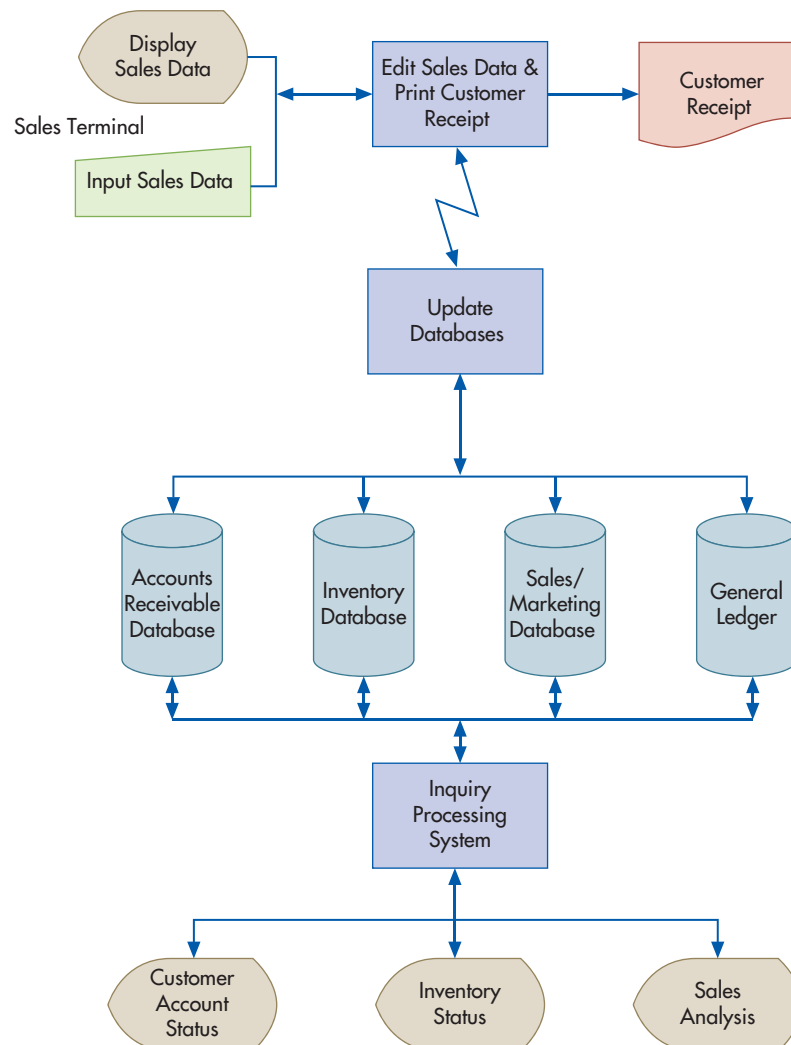 Display
Sales Data
Edit Sales Data &
Print Customer
Receipt
Customer
Receipt
Sales Terminal
Input Sales Data
Update
Databases
Accounts
Receivable
Database
Inventory
Database
Sales/
Marketing
Database
General
Ledger
Inquiry
Processing
System
Customer
Account
Status
Inventory
Status
Sales
Analysis